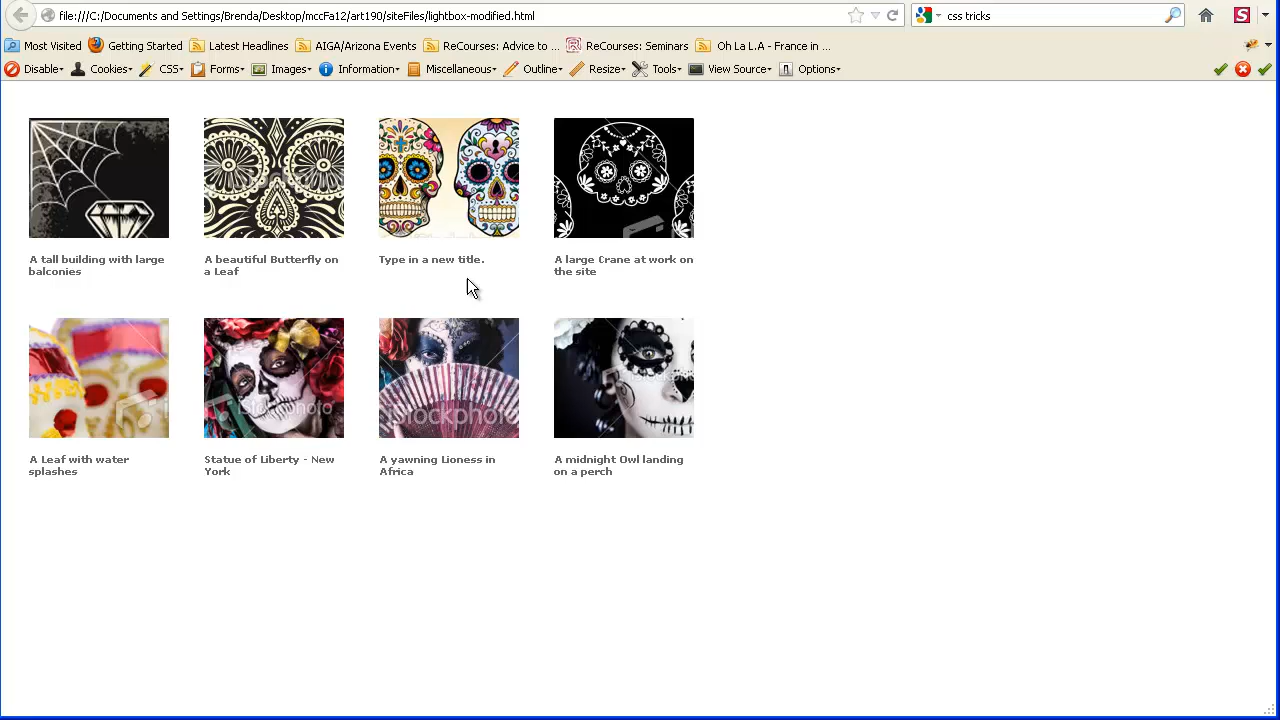 file:///C:/Documents and Settings/Brenda/Desktop/mccFa12/art190/siteFiles/lightbox-modified.html
css tricks
Most Visited Getting Started Latest Headlines AIGA/Arizona Events ReCourses: Advice to ... ReCourses: Seminars Oh La L.A - France in ...
Disable Cookies CSS Forms Images Information Miscellaneous Outline Resize Tools View Source Options
A tall building with large
balconies
A beautiful Butterfly on
a Leaf
Type in a new title.
A large Crane at work on
the site
iStockphoto
iStockphoto
A Leaf with water
splashes
Statue of Liberty - New
York
A yawning Lioness in
Africa
A midnight Owl landing
on a perch